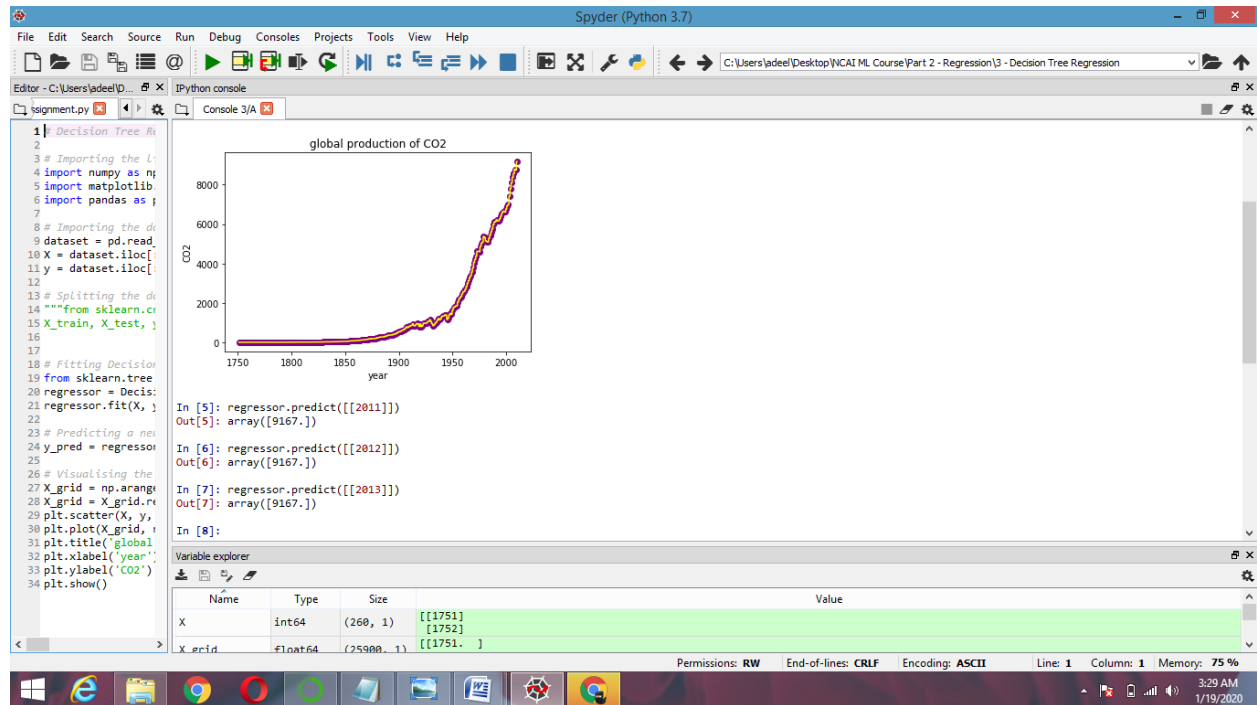 Spyder (Python 3.7)
File Edit Search Source Run Debug Consoles Projects Tools View Help
C:\Users\adeel\Desktop\NCAI ML Course\Part 2 - Regression\3 - Decision Tree Regression
Editor - C:\Users\adeel\D...
ssignment.py
1 # Decision Tree Re
2
3 # Importing the l
4 import numpy as np
5 import matplotlib.
6 import pandas as p
7
8 # Importing the da
9 dataset = pd.read_
10 X = dataset.iloc[:
11 y = dataset.iloc[:
12
13 # Splitting the da
14 """from sklearn.cr
15 X_train, X_test, y
16
17
18 # Fitting Decision
19 from sklearn.tree
20 regressor = Decis
21 regressor.fit(X, y
22
23 # Predicting a new
24 y_pred = regressor
25
26 # Visualising the
27 X_grid = np.arange
28 X_grid = X_grid.re
29 plt.scatter(X, y,
30 plt.plot(X_grid, r
31 plt.title('global
32 plt.xlabel('year')
33 plt.ylabel('CO2')
34 plt.show()
IPython console
Console 3/A
global production of CO2
8000
6000
4000
2000
0
CO2
1750 1800 1850 1900 1950 2000
year
In [5]: regressor.predict([[2011]])
Out[5]: array([9167.])
In [6]: regressor.predict([[2012]])
Out[6]: array([9167.])
In [7]: regressor.predict([[2013]])
Out[7]: array([9167.])
In [8]:
Variable explorer
Name Type Size Value
X int64 (260, 1) [[1751]
[1752]
X_grid float64 (25900, 1) [[1751. ]
Permissions: RW End-of-lines: CRLF Encoding: ASCII Line: 1 Column: 1 Memory: 75 %
3:29 AM
1/19/2020